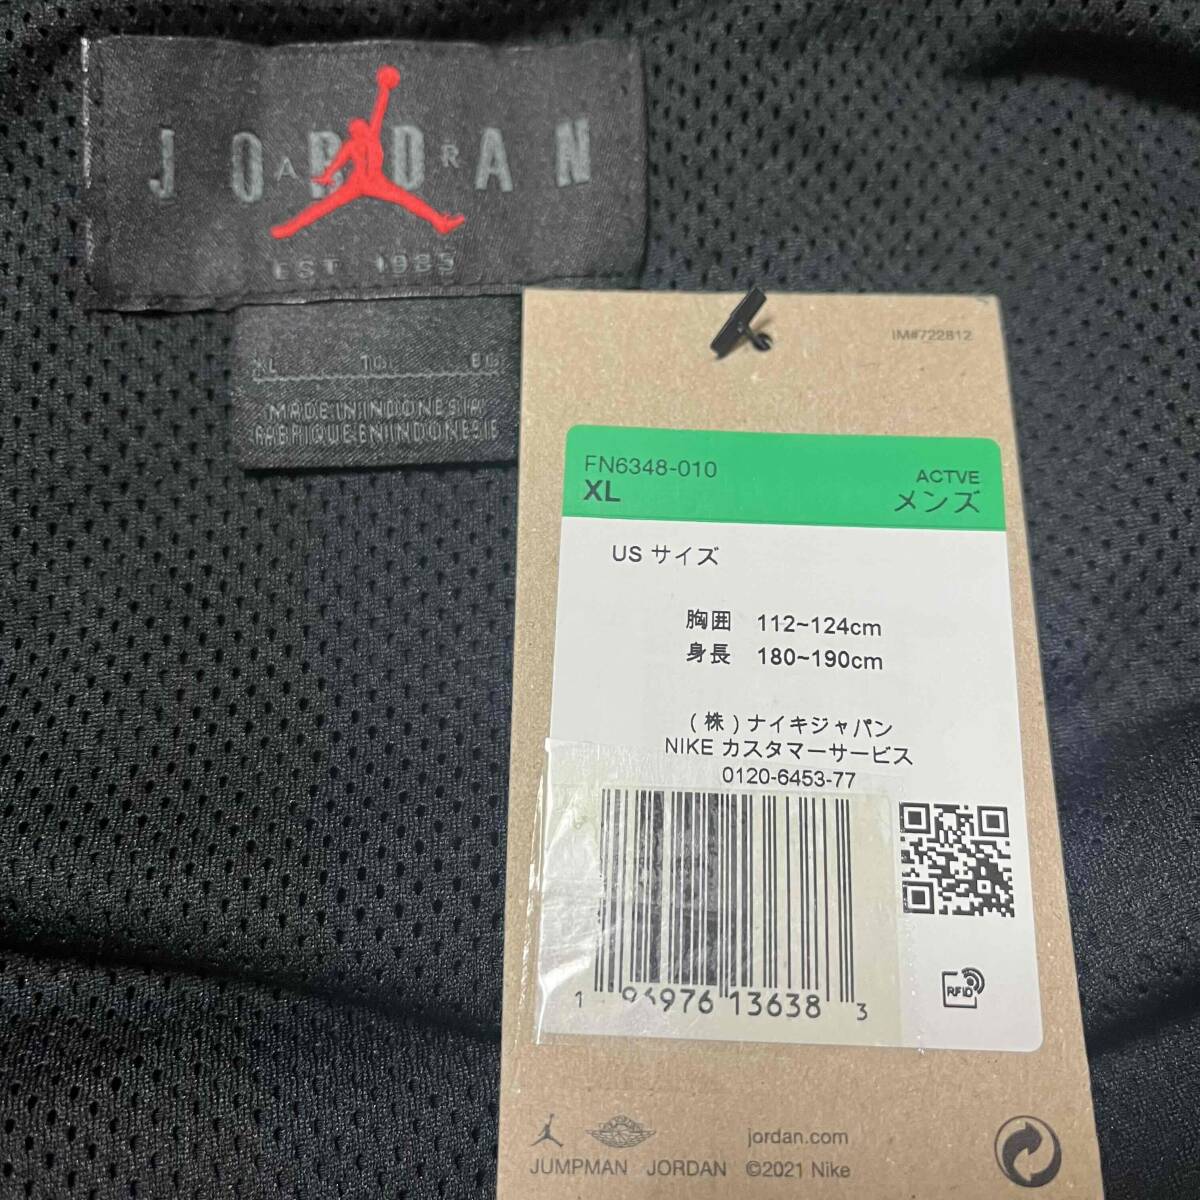 JORDAN
AIR
EST. 1985
XL
MADE IN INDONESIA
FABRIQUE EN INDONESIE
IM#722812
FN6348-010
XL
ACTVE
メンズ
US サイズ
胸囲 112~124cm
身長 180~190cm
(株)ナイキジャパン
NIKE カスタマーサービス
0120-6453-77
1 96976 13638 3
RFID
JUMPMAN JORDAN
jordan.com
©2021 Nike